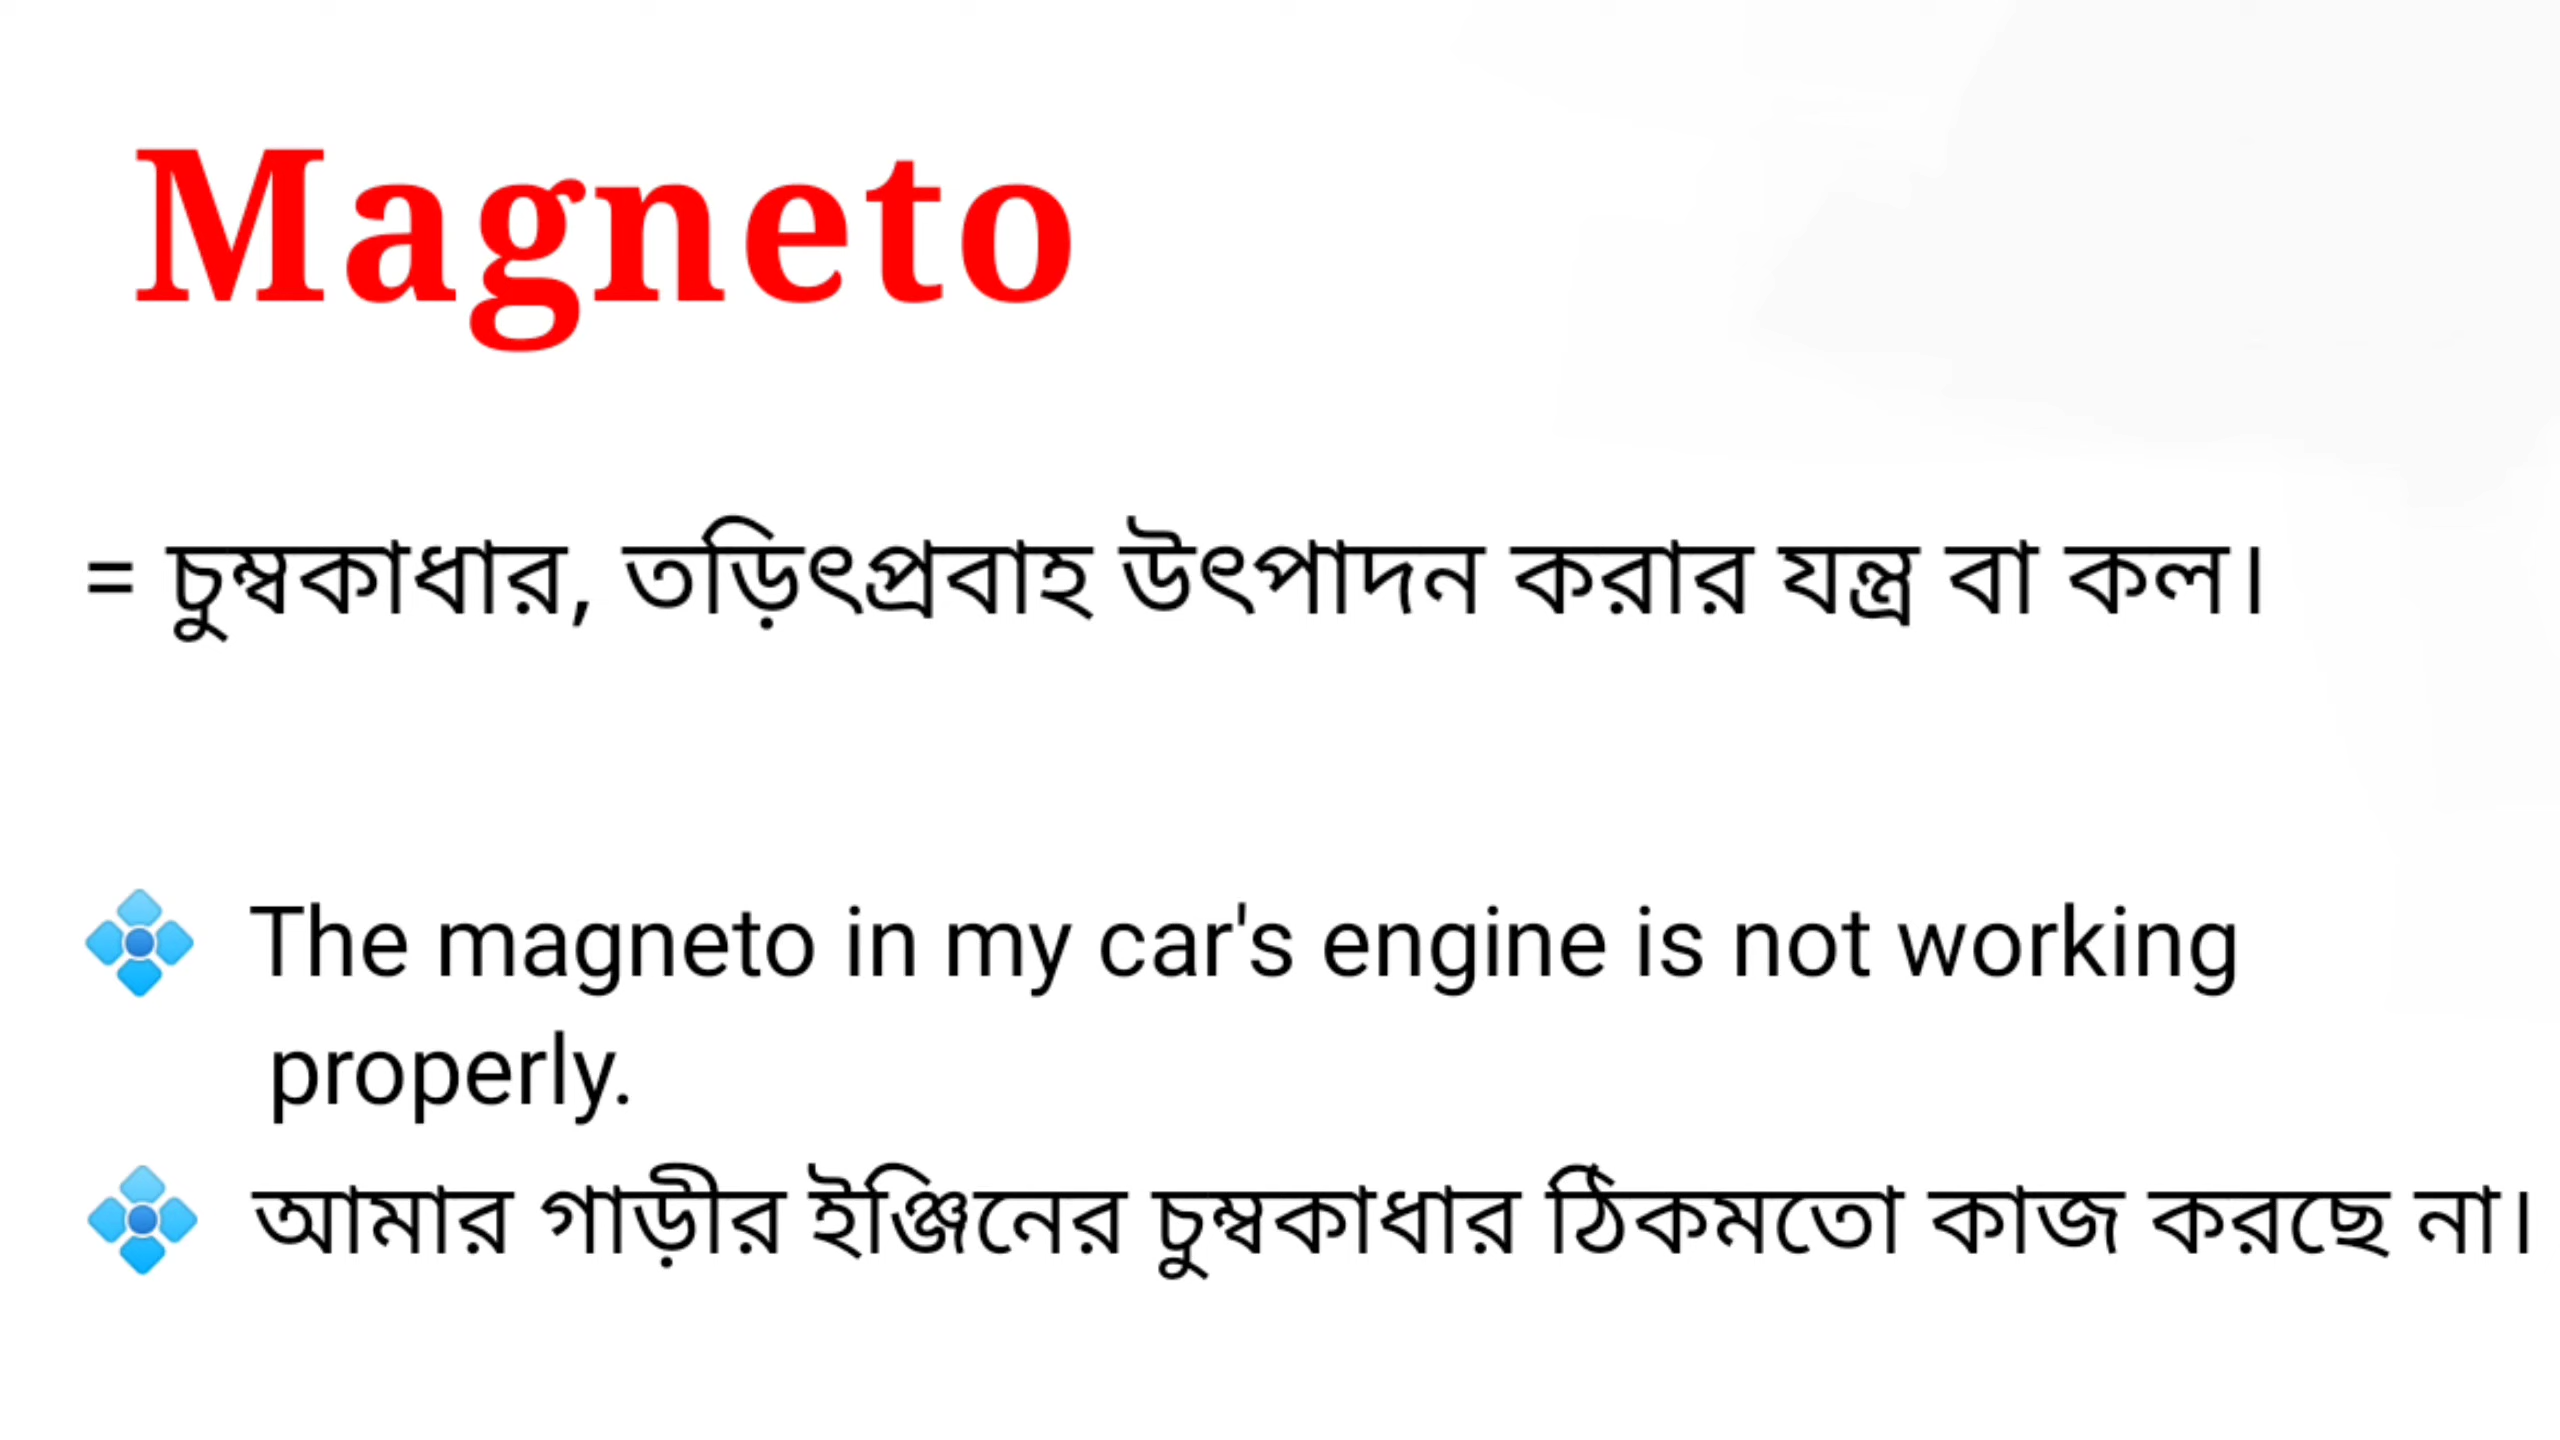 Magneto
= চুম্বকাধার, তড়িৎপ্রবাহ উৎপাদন করার যন্ত্র বা কল।
💠 The magneto in my car's engine is not working
properly.
💠 আমার গাড়ীর ইঞ্জিনের চুম্বকাধার ঠিকমতো কাজ করছে না।